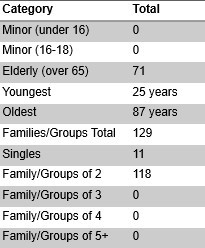 Category Total
Minor (under 16) 0
Minor (16-18) 0
Elderly (over 65) 71
Youngest 25 years
Oldest 87 years
Families/Groups Total 129
Singles 11
Family/Groups of 2 118
Family/Groups of 3 0
Family/Groups of 4 0
Family/Groups of 5+ 0